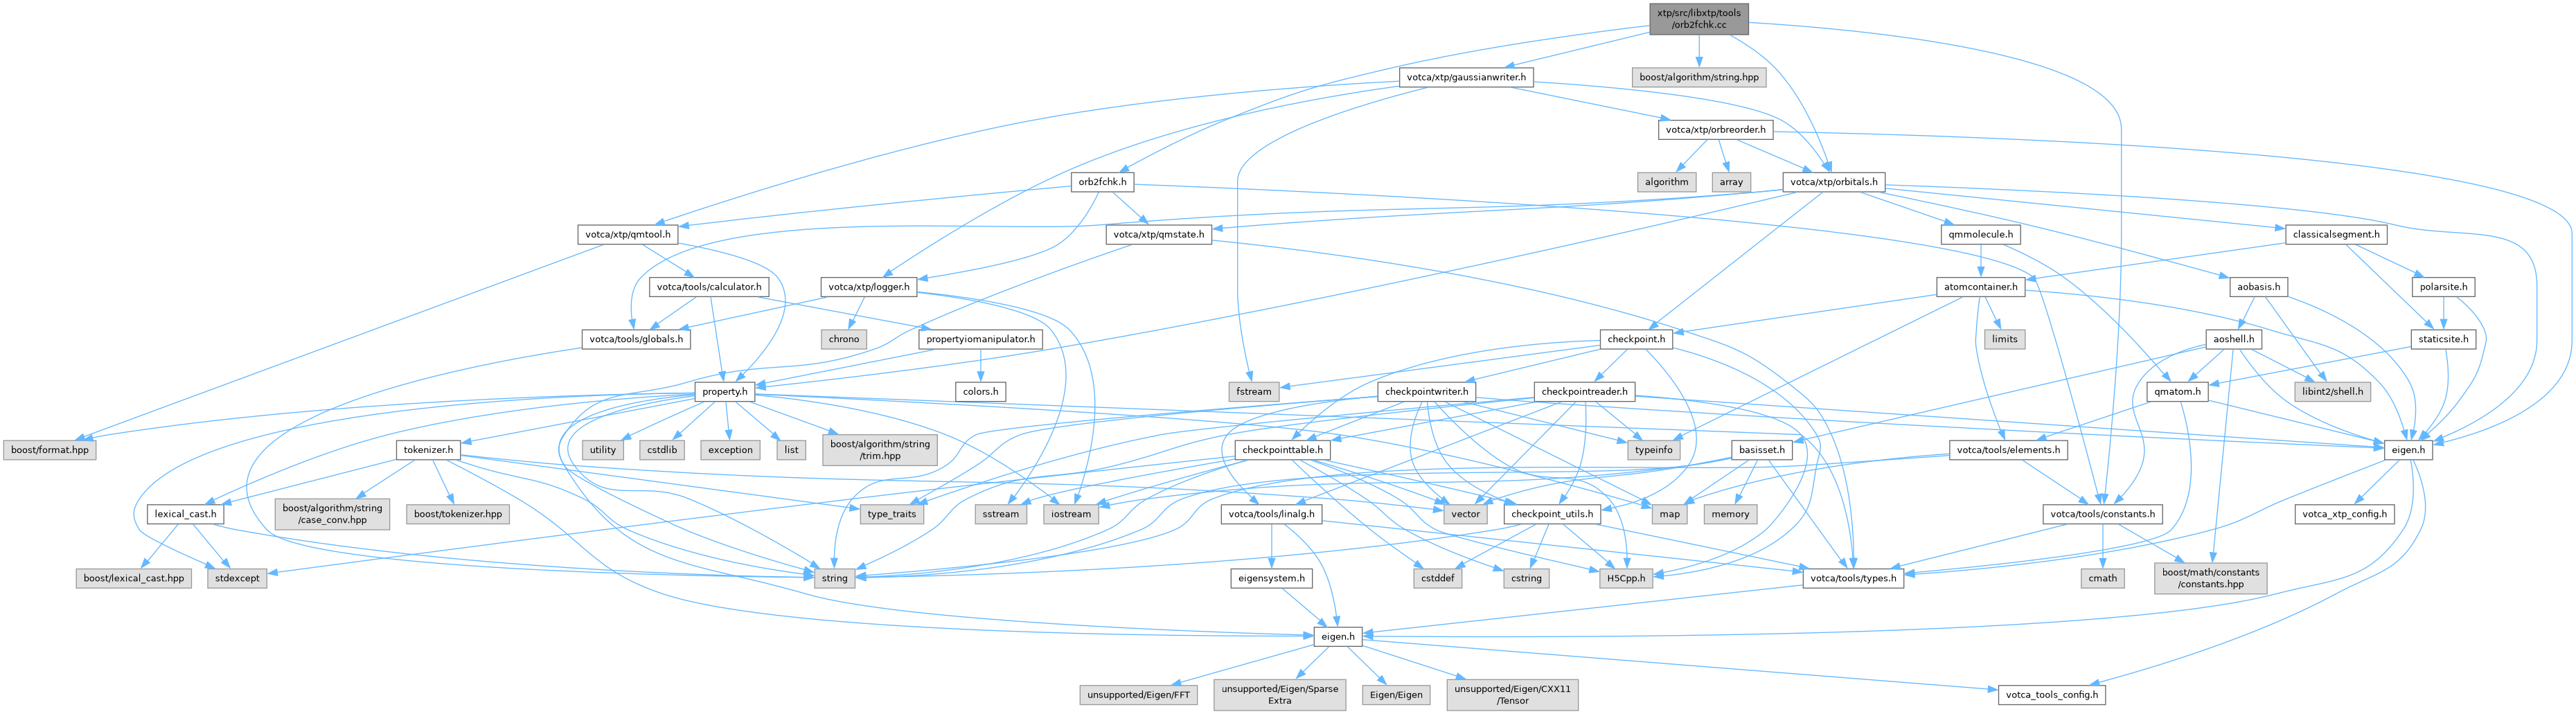 xtp/src/libxtp/tools
/orb2fchk.cc
votca/xtp/gaussianwriter.h
boost/algorithm/string.hpp
votca/xtp/orbreorder.h
orb2fchk.h
algorithm
array
votca/xtp/orbitals.h
votca/xtp/qmtool.h
votca/xtp/qmstate.h
qmmolecule.h
classicalsegment.h
votca/tools/calculator.h
votca/xtp/logger.h
atomcontainer.h
aobasis.h
polarsite.h
votca/tools/globals.h
chrono
propertyiomanipulator.h
checkpoint.h
limits
aoshell.h
staticsite.h
property.h
colors.h
fstream
checkpointwriter.h
checkpointreader.h
qmatom.h
libint2/shell.h
boost/format.hpp
tokenizer.h
utility
cstdlib
exception
list
boost/algorithm/string
/trim.hpp
checkpointtable.h
typeinfo
basisset.h
votca/tools/elements.h
eigen.h
lexical_cast.h
boost/algorithm/string
/case_conv.hpp
boost/tokenizer.hpp
type_traits
sstream
iostream
votca/tools/linalg.h
vector
checkpoint_utils.h
map
memory
votca/tools/constants.h
votca_xtp_config.h
boost/lexical_cast.hpp
stdexcept
string
eigensystem.h
cstddef
cstring
H5Cpp.h
votca/tools/types.h
cmath
boost/math/constants
/constants.hpp
eigen.h
unsupported/Eigen/FFT
unsupported/Eigen/Sparse
Extra
Eigen/Eigen
unsupported/Eigen/CXX11
/Tensor
votca_tools_config.h